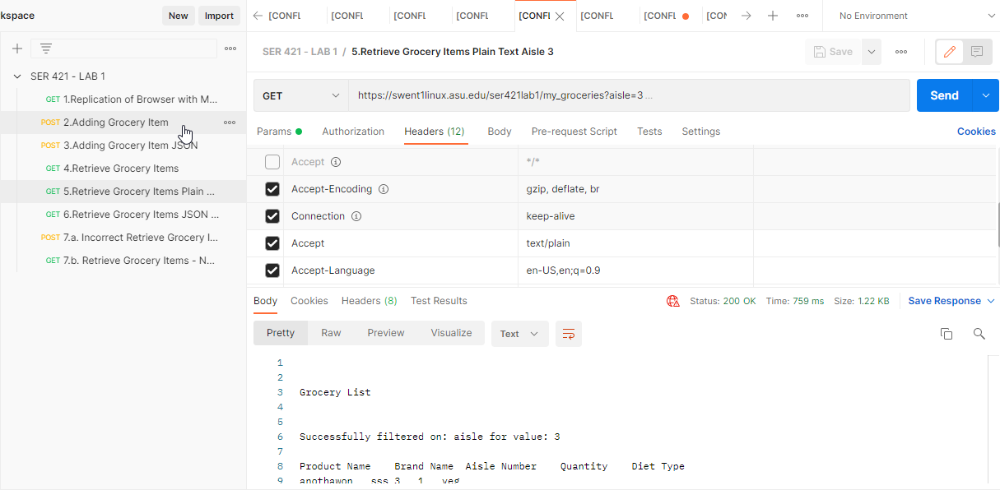 kspace New Import
[CONFL [CONFL [CONFL [CONFL [CONFL [CONFL [CONFL [CON No Environment
SER 421 - LAB 1 / 5.Retrieve Grocery Items Plain Text Aisle 3 Save
SER 421 - LAB 1
GET 1.Replication of Browser with M...
POST 2.Adding Grocery Item
POST 3.Adding Grocery Item JSON
GET 4.Retrieve Grocery Items
GET 5.Retrieve Grocery Items Plain ...
GET 6.Retrieve Grocery Items JSON ...
POST 7.a. Incorrect Retrieve Grocery I...
GET 7.b. Retrieve Grocery Items - N...
GET https://swent1linux.asu.edu/ser421lab1/my_groceries?aisle=3... Send
Params Authorization Headers (12) Body Pre-request Script Tests Settings Cookies
Accept */*
Accept-Encoding gzip, deflate, br
Connection keep-alive
Accept text/plain
Accept-Language en-US,en;q=0.9
Body Cookies Headers (8) Test Results Status: 200 OK Time: 759 ms Size: 1.22 KB Save Response
Pretty Raw Preview Visualize Text
1
2
3 Grocery List
4
5
6 Successfully filtered on: aisle for value: 3
7
8 Product Name Brand Name Aisle Number Quantity Diet Type
9 anothawon sss 3 1 veg